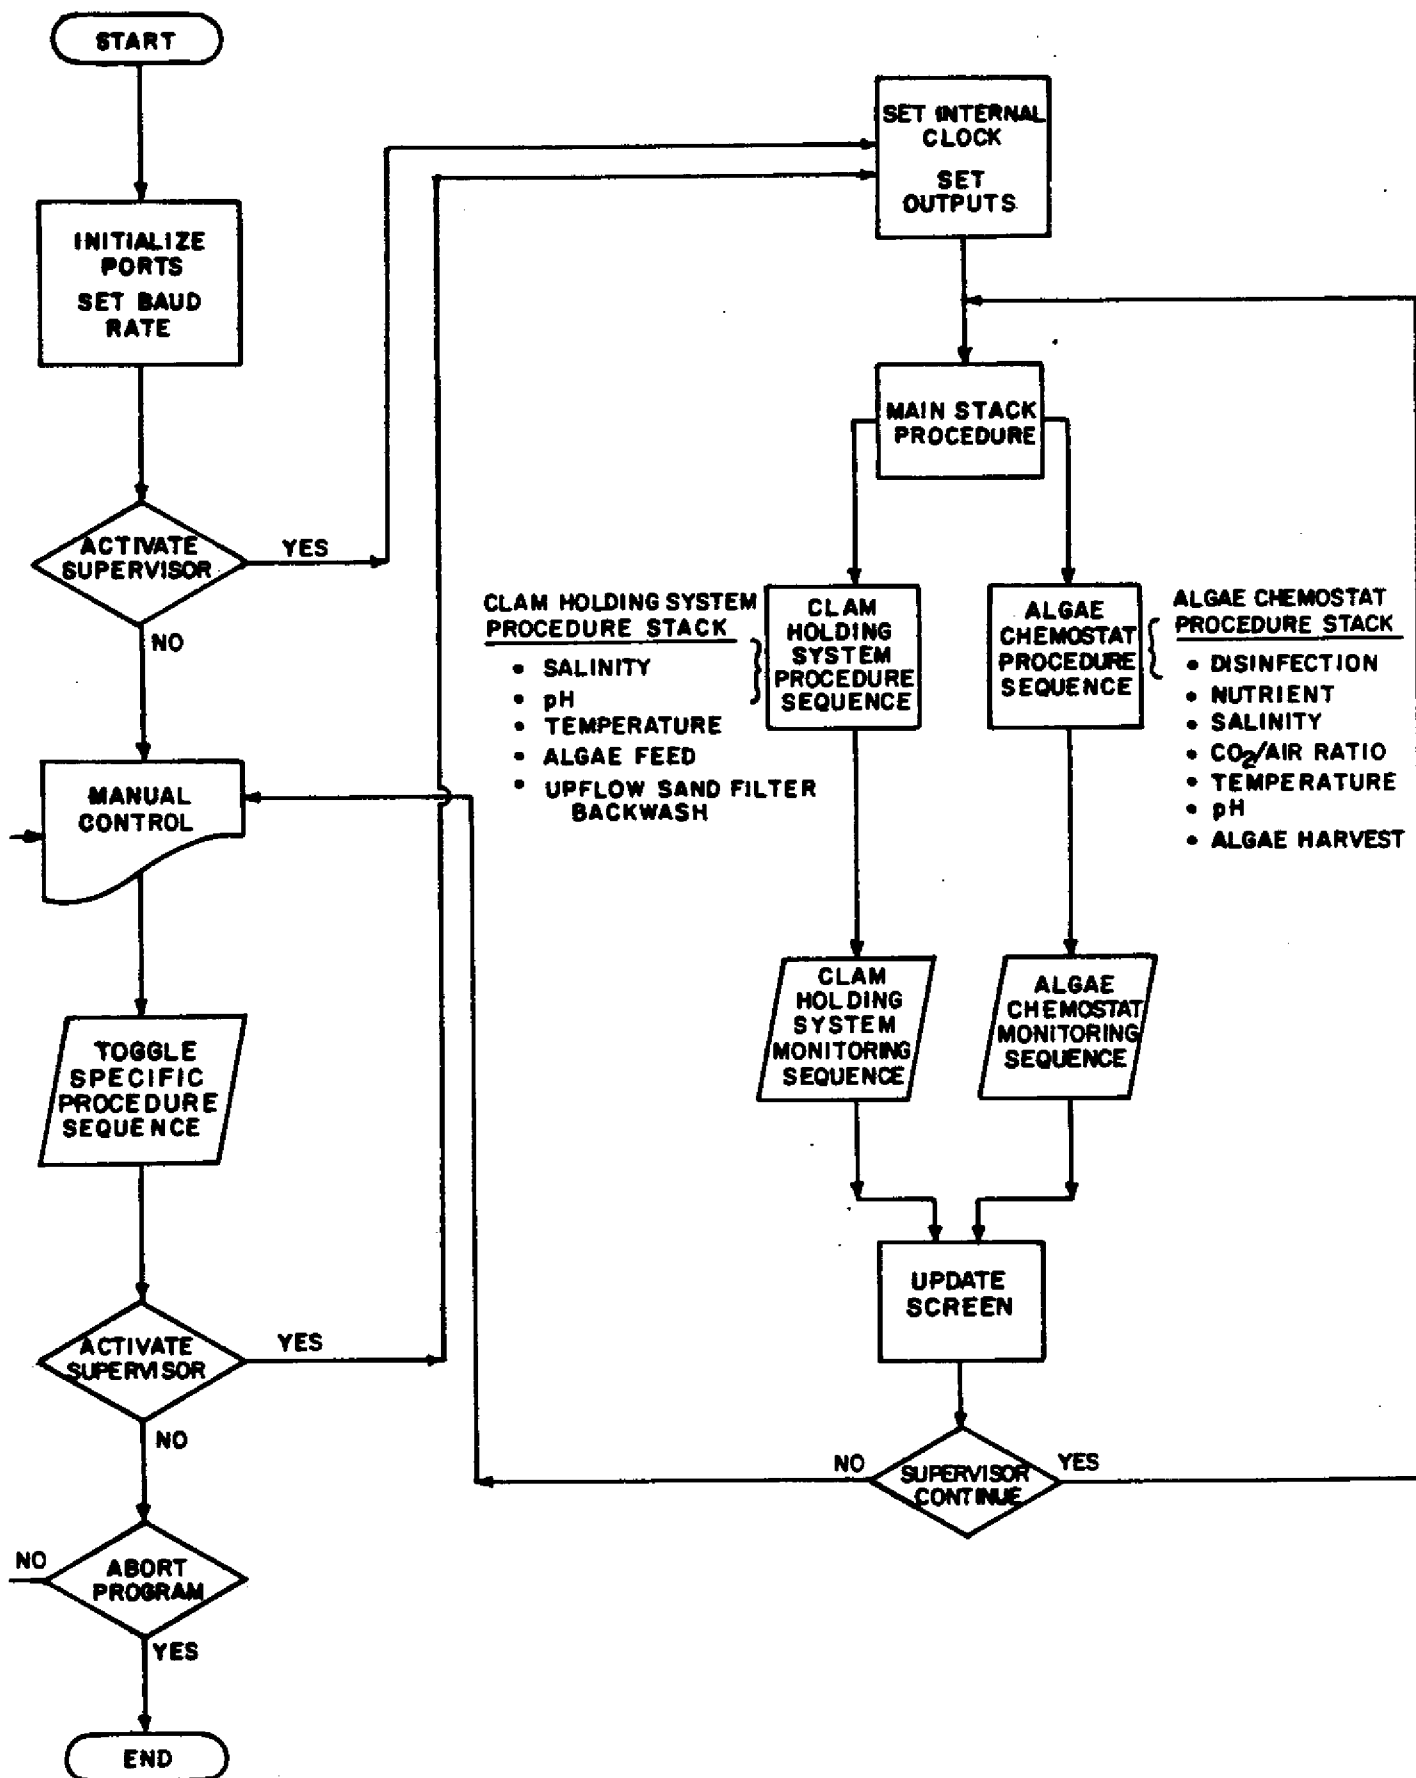 START
INITIALIZE
PORTS
SET BAUD
RATE
ACTIVATE
SUPERVISOR
YES
NO
MANUAL
CONTROL
TOGGLE
SPECIFIC
PROCEDURE
SEQUENCE
ACTIVATE
SUPERVISOR
YES
NO
ABORT
PROGRAM
NO
YES
END
SET INTERNAL
CLOCK
SET
OUTPUTS
MAIN STACK
PROCEDURE
CLAM HOLDING SYSTEM
PROCEDURE STACK
• SALINITY
• pH
• TEMPERATURE
• ALGAE FEED
• UPFLOW SAND FILTER
BACKWASH
CLAM
HOLDING
SYSTEM
PROCEDURE
SEQUENCE
ALGAE
CHEMOSTAT
PROCEDURE
SEQUENCE
ALGAE CHEMOSTAT
PROCEDURE STACK
• DISINFECTION
• NUTRIENT
• SALINITY
• CO2/AIR RATIO
• TEMPERATURE
• pH
• ALGAE HARVEST
CLAM
HOLDING
SYSTEM
MONITORING
SEQUENCE
ALGAE
CHEMOSTAT
MONITORING
SEQUENCE
UPDATE
SCREEN
SUPERVISOR
CONTINUE
NO
YES